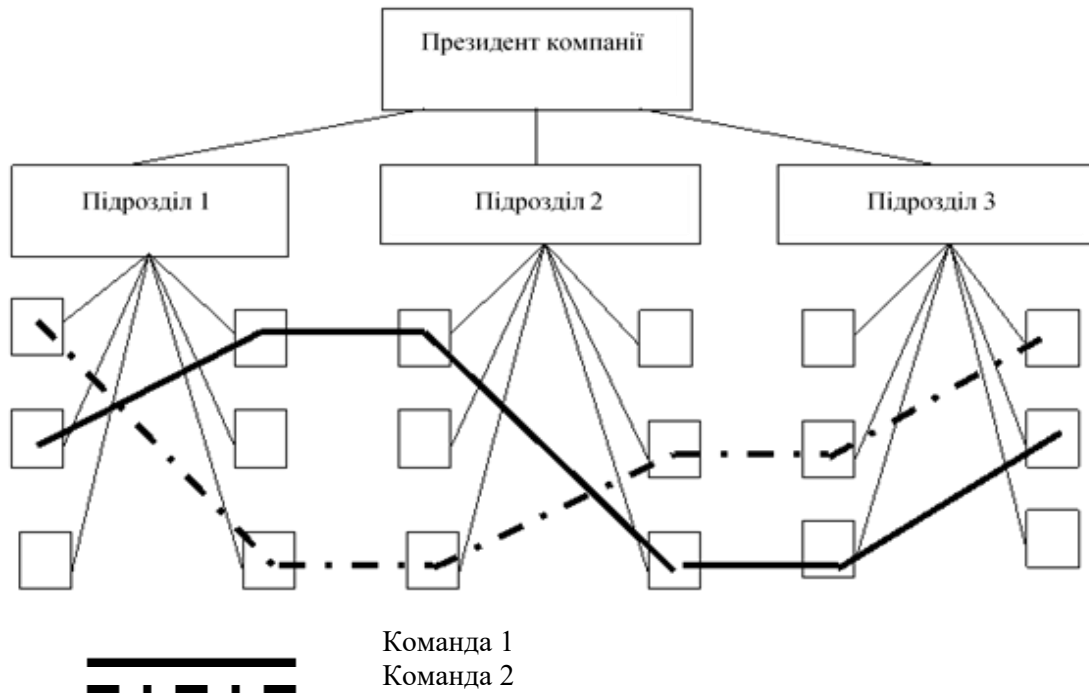 Президент компанії
Підрозділ 1
Підрозділ 2
Підрозділ 3
Команда 1
Команда 2